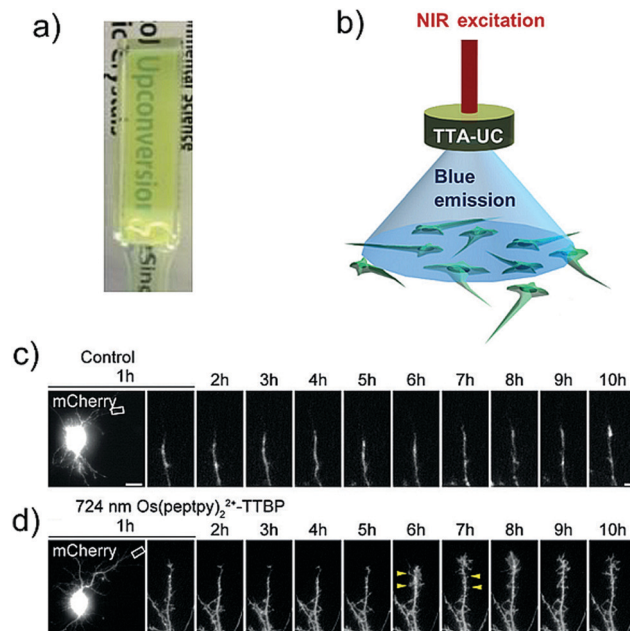 a)
ol Upconversion
b)
NIR excitation
TTA-UC
Blue
emission
c)
Control
1h 2h 3h 4h 5h 6h 7h 8h 9h 10h
mCherry
724 nm Os(peptpy)₂²⁺-TTBP
d)
1h 2h 3h 4h 5h 6h 7h 8h 9h 10h
mCherry